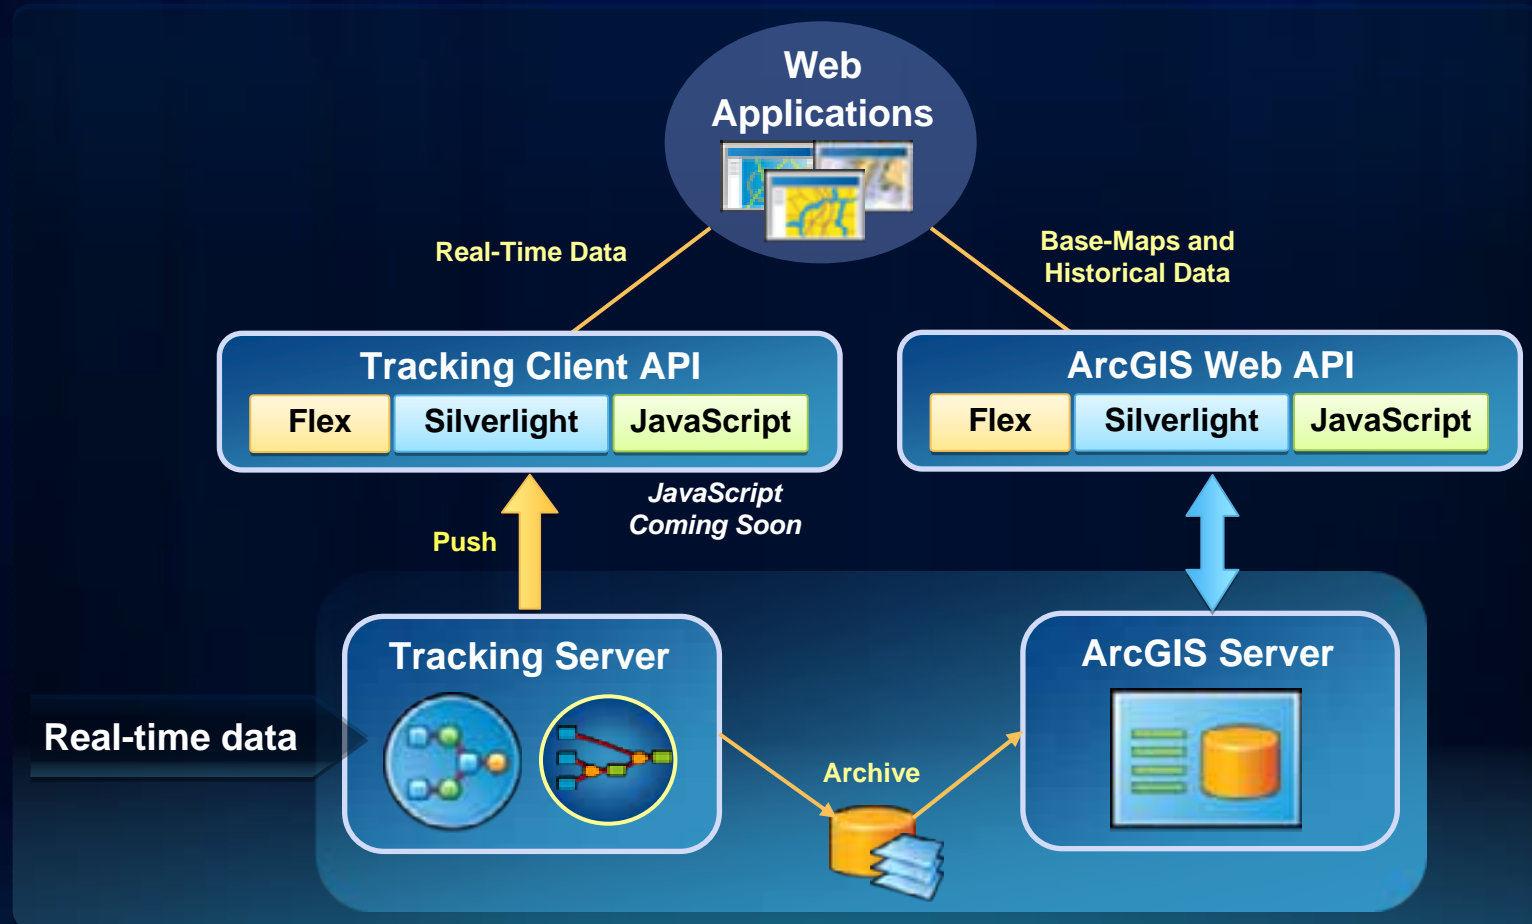 Web
Applications
Real-Time Data
Base-Maps and
Historical Data
Tracking Client API
Flex
Silverlight
JavaScript
ArcGIS Web API
Flex
Silverlight
JavaScript
JavaScript
Coming Soon
Push
Tracking Server
ArcGIS Server
Real-time data
Archive